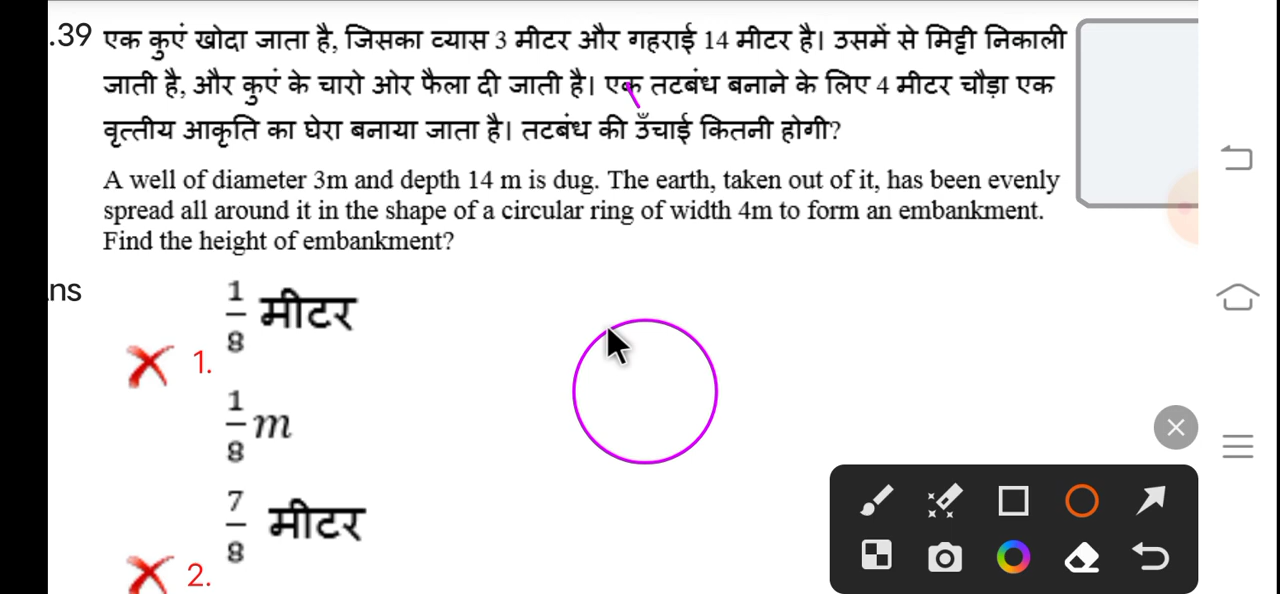 .39 एक कुएं खोदा जाता है, जिसका व्यास 3 मीटर और गहराई 14 मीटर है। उसमें से मिट्टी निकाली
जाती है, और कुएं के चारो ओर फैला दी जाती है। एक तटबंध बनाने के लिए 4 मीटर चौड़ा एक
वृत्तीय आकृति का घेरा बनाया जाता है। तटबंध की उँचाई कितनी होगी?
A well of diameter 3m and depth 14 m is dug. The earth, taken out of it, has been evenly
spread all around it in the shape of a circular ring of width 4m to form an embankment.
Find the height of embankment?
ns
1/8 मीटर
1.
1/8 m
7/8 मीटर
2.